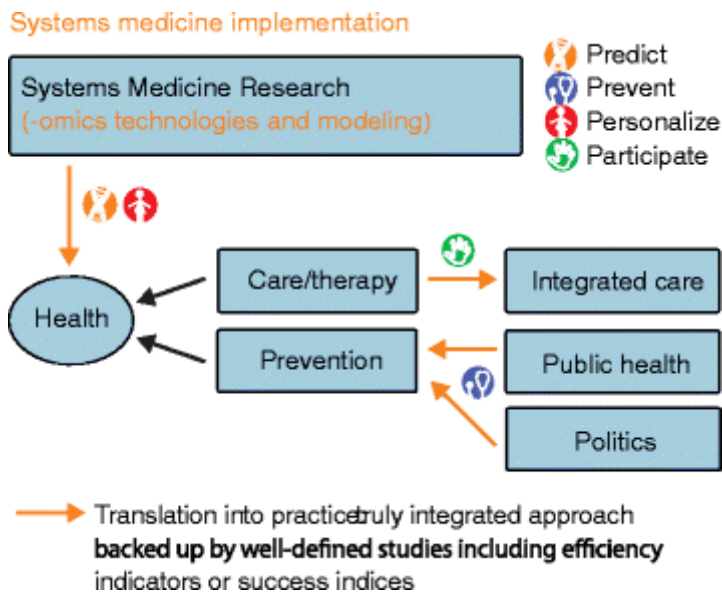 Systems medicine implementation
Systems Medicine Research
(-omics technologies and modeling)
Predict
Prevent
Personalize
Participate
Care/therapy
Integrated care
Health
Prevention
Public health
Politics
Translation into practice truly integrated approach
backed up by well-defined studies including efficiency
indicators or success indices